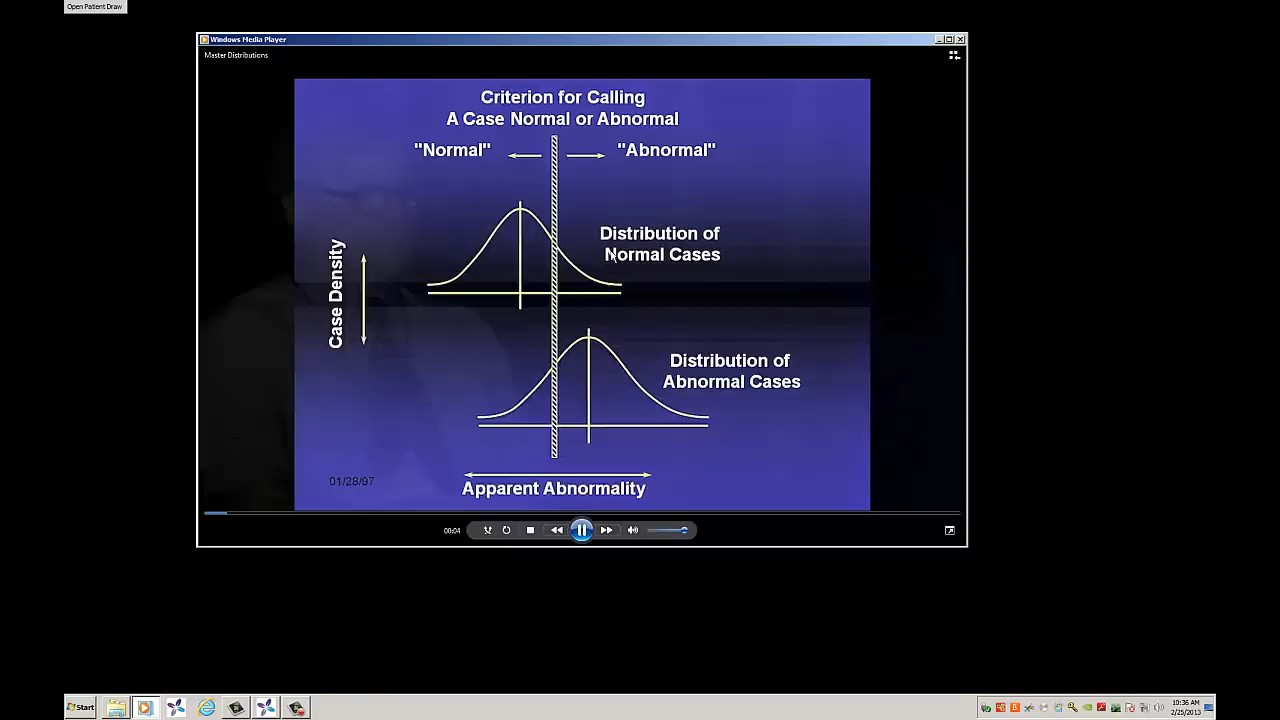 Open Patient Draw
Windows Media Player
Master Distributions
Criterion for Calling
A Case Normal or Abnormal
"Normal"
"Abnormal"
Distribution of
Normal Cases
Case Density
Distribution of
Abnormal Cases
01/28/97
Apparent Abnormality
00:04
Start
10:36 AM
2/25/2013